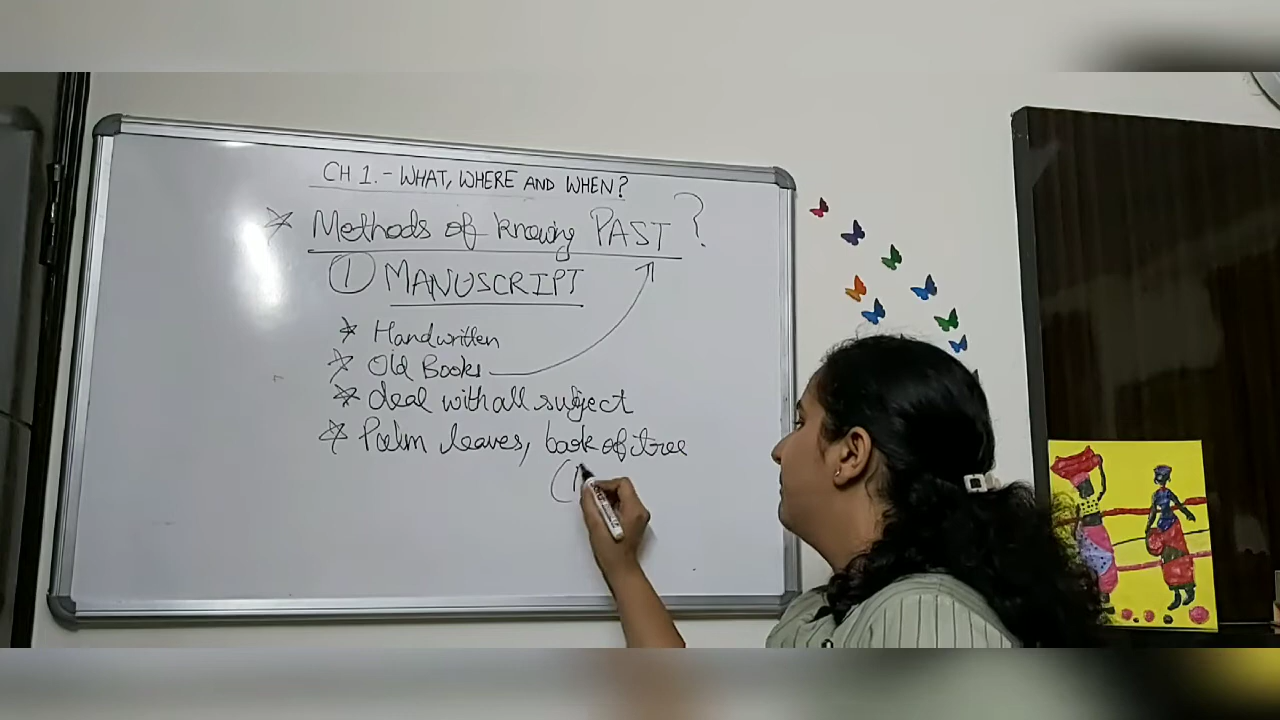 CH 1. - WHAT, WHERE AND WHEN?
☆ Methods of knowing PAST?
① MANUSCRIPT
☆ Handwritten
☆ Old Books
☆ deal with all subject
☆ Palm leaves, bark of tree
(